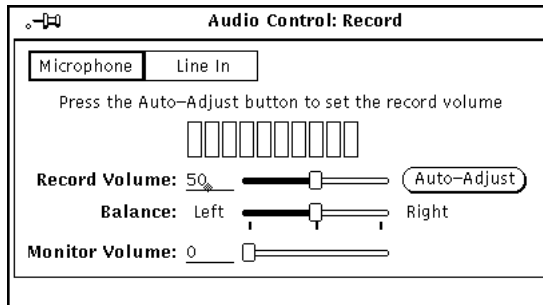 Audio Control: Record
Microphone Line In
Press the Auto-Adjust button to set the record volume
Record Volume: 50 Auto-Adjust
Balance: Left Right
Monitor Volume: 0